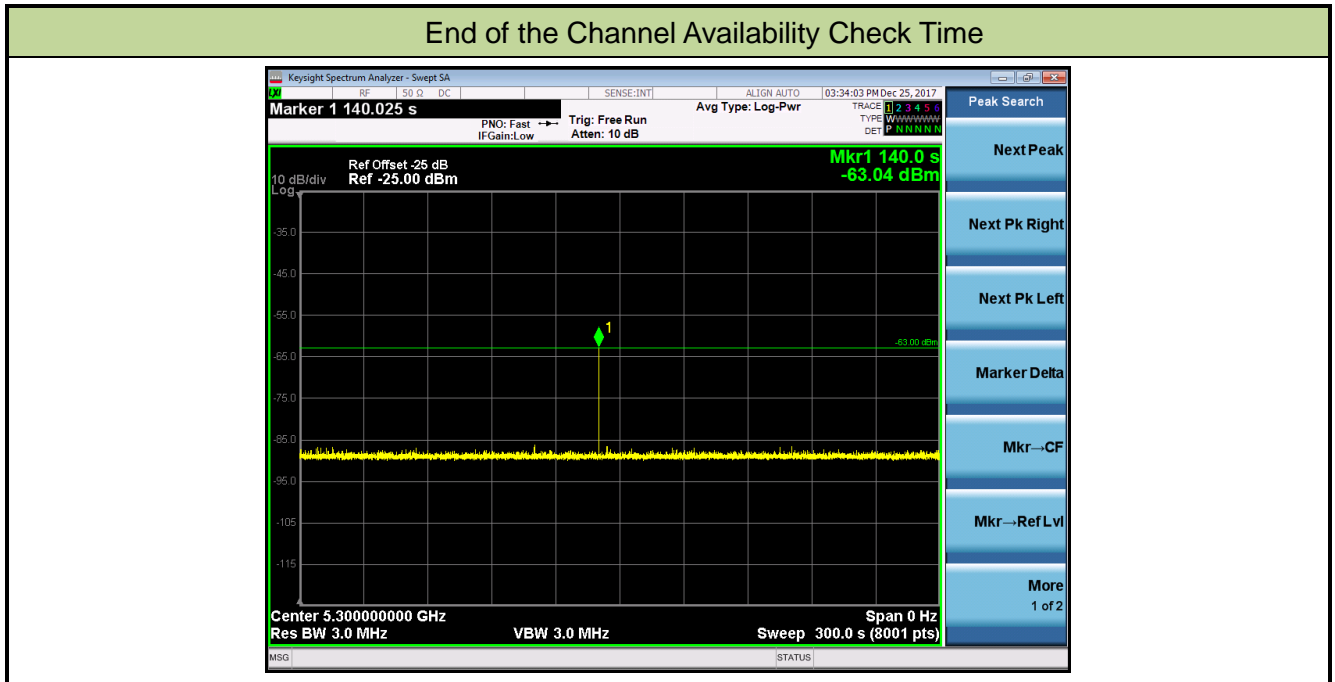 End of the Channel Availability Check Time
Keysight Spectrum Analyzer - Swept SA
LXI RF 50 Ω DC SENSE:INT ALIGN AUTO 03:34:03 PM Dec 25, 2017
Marker 1 140.025 s
PNO: Fast
IFGain:Low
Trig: Free Run
Atten: 10 dB
Avg Type: Log-Pwr
TRACE 1 2 3 4 5 6
TYPE W W W W W W
DET P N N N N N
Ref Offset -25 dB
10 dB/div Ref -25.00 dBm
Log
Mkr1 140.0 s
-63.04 dBm
-35.0
-45.0
-55.0
1
-63.00 dBm
-65.0
-75.0
-85.0
-95.0
-105
-115
Center 5.300000000 GHz Span 0 Hz
Res BW 3.0 MHz VBW 3.0 MHz Sweep 300.0 s (8001 pts)
MSG STATUS
Peak Search
Next Peak
Next Pk Right
Next Pk Left
Marker Delta
Mkr→CF
Mkr→Ref Lvl
More
1 of 2